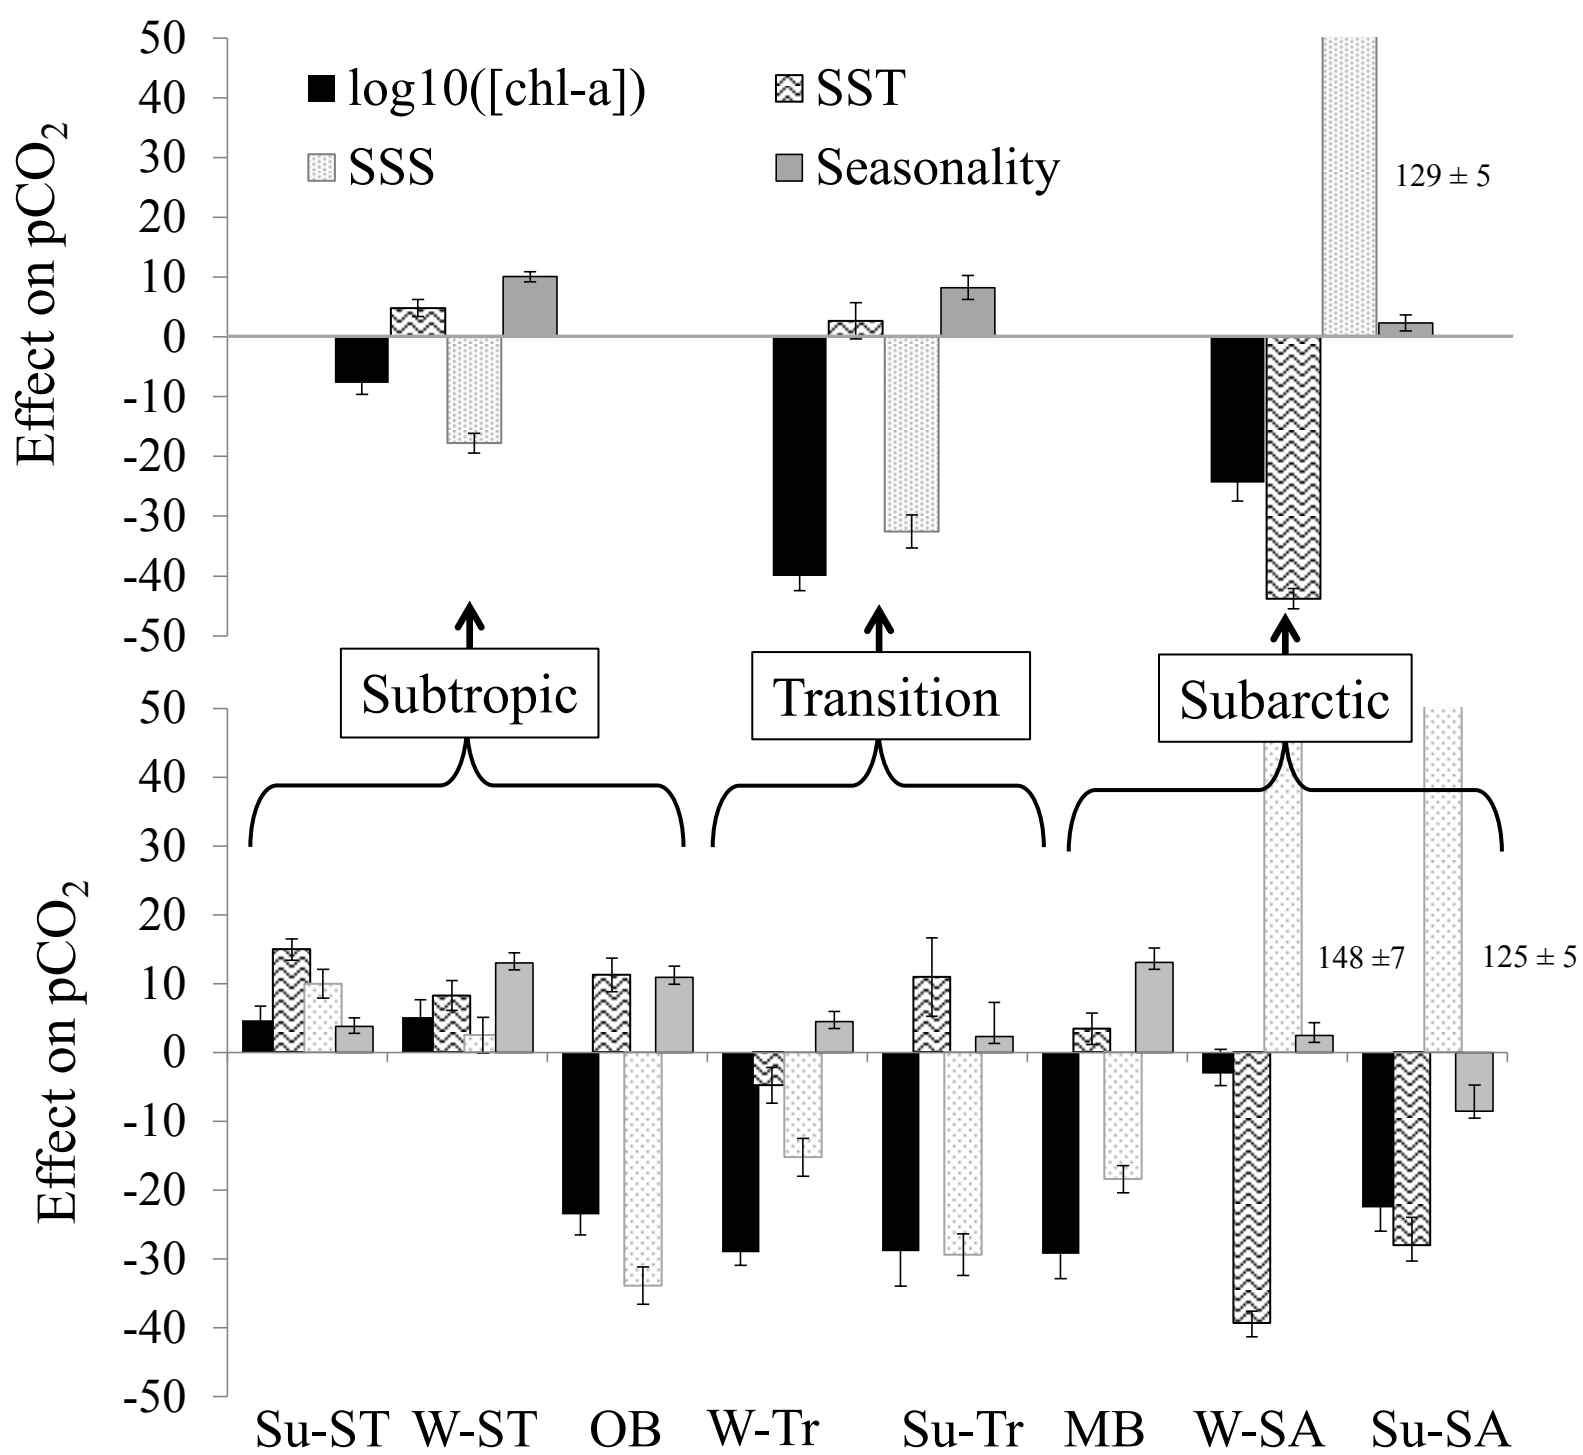 Effect on pCO₂
50
40
30
20
10
0
-10
-20
-30
-40
-50
log10([chl-a])
SST
SSS
Seasonality
129 ± 5
Subtropic
Transition
Subarctic
Effect on pCO₂
50
40
30
20
10
0
-10
-20
-30
-40
-50
148 ±7
125 ± 5
Su-ST W-ST OB W-Tr Su-Tr MB W-SA Su-SA